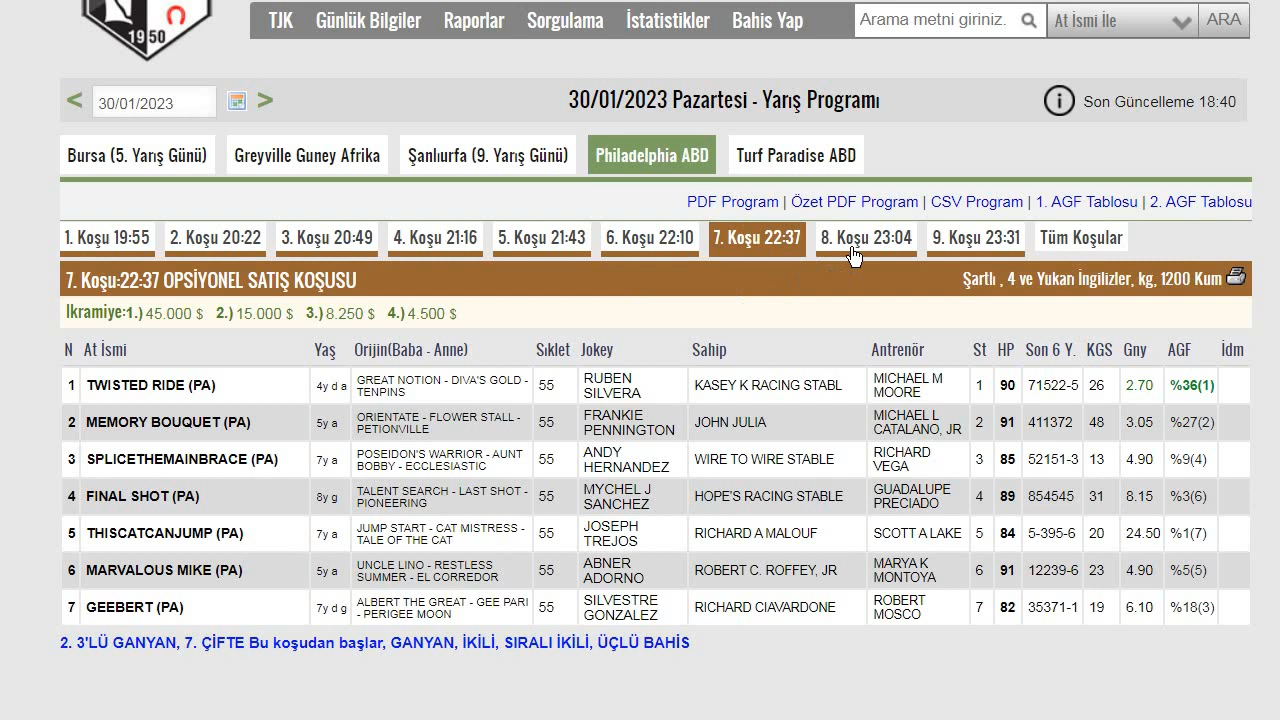 1950
TJK Günlük Bilgiler Raporlar Sorgulama İstatistikler Bahis Yap Arama metni giriniz. At İsmi İle ARA
< 30/01/2023 > 30/01/2023 Pazartesi - Yarış Programı Son Güncelleme 18:40
Bursa (5. Yarış Günü) Greyville Guney Afrika Şanlıurfa (9. Yarış Günü) Philadelphia ABD Turf Paradise ABD
PDF Program | Özet PDF Program | CSV Program | 1. AGF Tablosu | 2. AGF Tablosu
1. Koşu 19:55 2. Koşu 20:22 3. Koşu 20:49 4. Koşu 21:16 5. Koşu 21:43 6. Koşu 22:10 7. Koşu 22:37 8. Koşu 23:04 9. Koşu 23:31 Tüm Koşular
7. Koşu:22:37 OPSİYONEL SATIŞ KOŞUSU Şartlı , 4 ve Yukarı İngilizler, kg, 1200 Kum
Ikramiye:1.) 45.000 $ 2.) 15.000 $ 3.) 8.250 $ 4.) 4.500 $
N At İsmi Yaş Orijin(Baba - Anne) Sıklet Jokey Sahip Antrenör St HP Son 6 Y. KGS Gny AGF İdm
1 TWISTED RIDE (PA) 4y d a GREAT NOTION - DIVA'S GOLD - TENPINS 55 RUBEN SILVERA KASEY K RACING STABL MICHAEL M MOORE 1 90 71522-5 26 2.70 %36(1)
2 MEMORY BOUQUET (PA) 5y a ORIENTATE - FLOWER STALL - PETIONVILLE 55 FRANKIE PENNINGTON JOHN JULIA MICHAEL L CATALANO, JR 2 91 411372 48 3.05 %27(2)
3 SPLICETHEMAINBRACE (PA) 7y a POSEIDON'S WARRIOR - AUNT BOBBY - ECCLESIASTIC 55 ANDY HERNANDEZ WIRE TO WIRE STABLE RICHARD VEGA 3 85 52151-3 13 4.90 %9(4)
4 FINAL SHOT (PA) 8y g TALENT SEARCH - LAST SHOT - PIONEERING 55 MYCHEL J SANCHEZ HOPE'S RACING STABLE GUADALUPE PRECIADO 4 89 854545 31 8.15 %3(6)
5 THISCATCANJUMP (PA) 7y a JUMP START - CAT MISTRESS - TALE OF THE CAT 55 JOSEPH TREJOS RICHARD A MALOUF SCOTT A LAKE 5 84 5-395-6 20 24.50 %1(7)
6 MARVALOUS MIKE (PA) 5y a UNCLE LINO - RESTLESS SUMMER - EL CORREDOR 55 ABNER ADORNO ROBERT C. ROFFEY, JR MARYA K MONTOYA 6 91 12239-6 23 4.90 %5(5)
7 GEEBERT (PA) 7y d g ALBERT THE GREAT - GEE PARI - PERIGEE MOON 55 SILVESTRE GONZALEZ RICHARD CIAVARDONE ROBERT MOSCO 7 82 35371-1 19 6.10 %18(3)
2. 3'LÜ GANYAN, 7. ÇİFTE Bu koşudan başlar, GANYAN, İKİLİ, SIRALI İKİLİ, ÜÇLÜ BAHİS